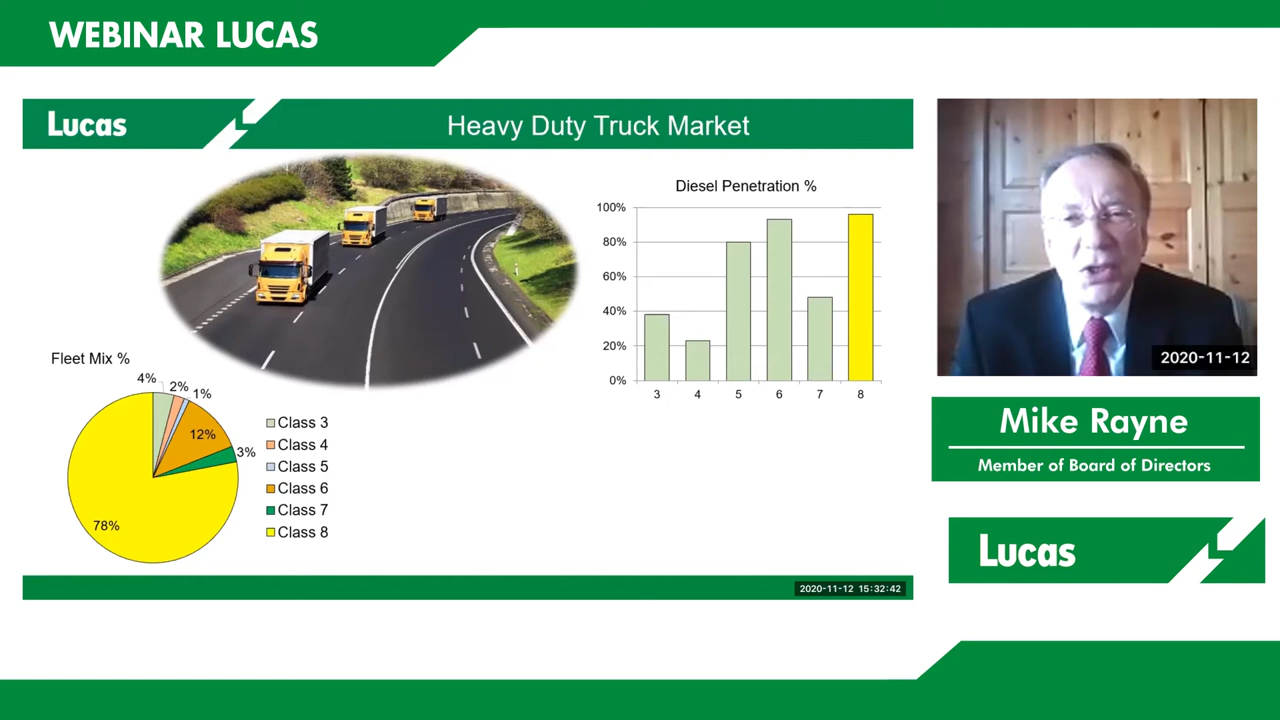 WEBINAR LUCAS
Lucas
Heavy Duty Truck Market
Diesel Penetration %
100%
80%
60%
40%
20%
0%
3 4 5 6 7 8
Fleet Mix %
4%
2%
1%
12%
3%
78%
Class 3
Class 4
Class 5
Class 6
Class 7
Class 8
2020-11-12 15:32:42
2020-11-12
Mike Rayne
Member of Board of Directors
Lucas